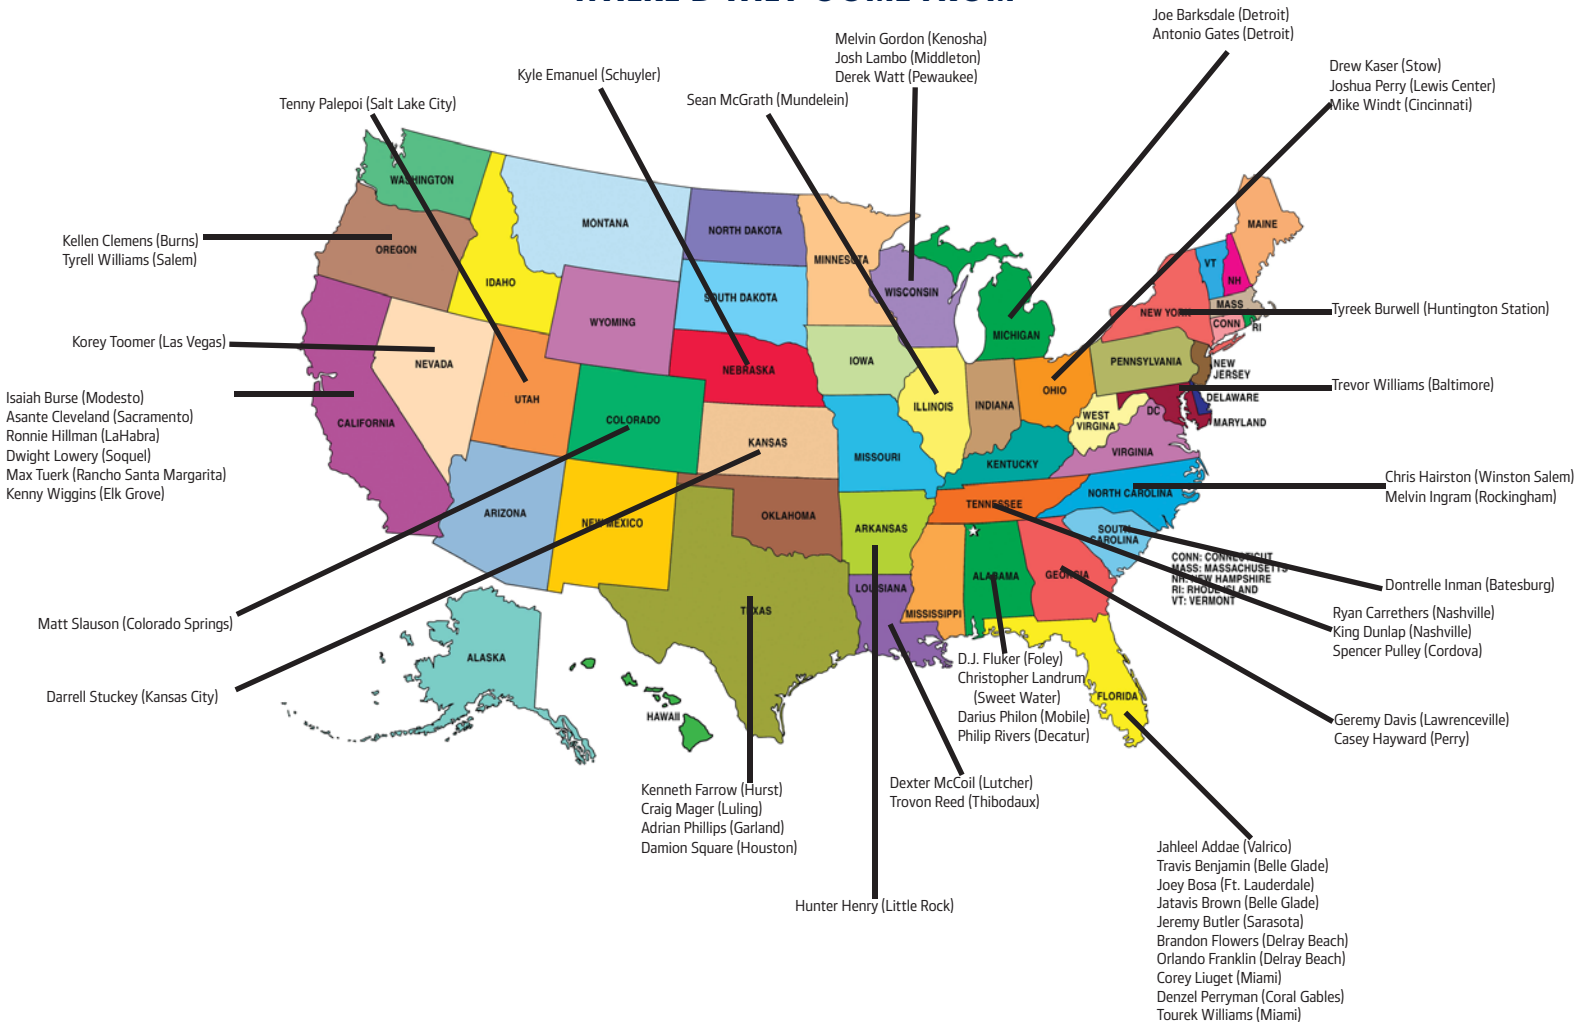 WHERE'D THEY COME FROM
Joe Barksdale (Detroit)
Antonio Gates (Detroit)
Melvin Gordon (Kenosha)
Josh Lambo (Middleton)
Derek Watt (Pewaukee)
Drew Kaser (Stow)
Joshua Perry (Lewis Center)
Mike Windt (Cincinnati)
Kyle Emanuel (Schuyler)
Sean McGrath (Mundelein)
Tenny Palepoi (Salt Lake City)
Kellen Clemens (Burns)
Tyrell Williams (Salem)
Korey Toomer (Las Vegas)
Isaiah Burse (Modesto)
Asante Cleveland (Sacramento)
Ronnie Hillman (LaHabra)
Dwight Lowery (Soquel)
Max Tuerk (Rancho Santa Margarita)
Kenny Wiggins (Elk Grove)
Matt Slauson (Colorado Springs)
Darrell Stuckey (Kansas City)
Tyreek Burwell (Huntington Station)
Trevor Williams (Baltimore)
Chris Hairston (Winston Salem)
Melvin Ingram (Rockingham)
Dontrelle Inman (Batesburg)
Ryan Carrethers (Nashville)
King Dunlap (Nashville)
Spencer Pulley (Cordova)
Geremy Davis (Lawrenceville)
Casey Hayward (Perry)
D.J. Fluker (Foley)
Christopher Landrum
(Sweet Water)
Darius Philon (Mobile)
Philip Rivers (Decatur)
Dexter McCoil (Lutcher)
Trovon Reed (Thibodaux)
Kenneth Farrow (Hurst)
Craig Mager (Luling)
Adrian Phillips (Garland)
Damion Square (Houston)
Hunter Henry (Little Rock)
Jahleel Addae (Valrico)
Travis Benjamin (Belle Glade)
Joey Bosa (Ft. Lauderdale)
Jatavis Brown (Belle Glade)
Jeremy Butler (Sarasota)
Brandon Flowers (Delray Beach)
Orlando Franklin (Delray Beach)
Corey Liuget (Miami)
Denzel Perryman (Coral Gables)
Tourek Williams (Miami)
WASHINGTON
OREGON
IDAHO
MONTANA
NORTH DAKOTA
SOUTH DAKOTA
MINNESOTA
WISCONSIN
MICHIGAN
MAINE
VT
NH
MASS
CONN
RI
NEW YORK
PENNSYLVANIA
NEW
JERSEY
DELAWARE
MARYLAND
DC
WEST
VIRGINA
VIRGINIA
OHIO
INDIANA
ILLINOIS
IOWA
NEBRASKA
WYOMING
NEVADA
UTAH
COLORADO
CALIFORNIA
KANSAS
MISSOURI
KENTUCKY
TENNESSEE
NORTH CAROLINA
SOUTH
CAROLINA
ARIZONA
NEW MEXICO
OKLAHOMA
ARKANSAS
TEXAS
LOUISIANA
MISSISSIPPI
ALABAMA
GEORGIA
FLORIDA
ALASKA
HAWAII
CONN: CONNECTICUT
MASS: MASSACHUSETTS
NH: NEW HAMPSHIRE
RI: RHODE ISLAND
VT: VERMONT